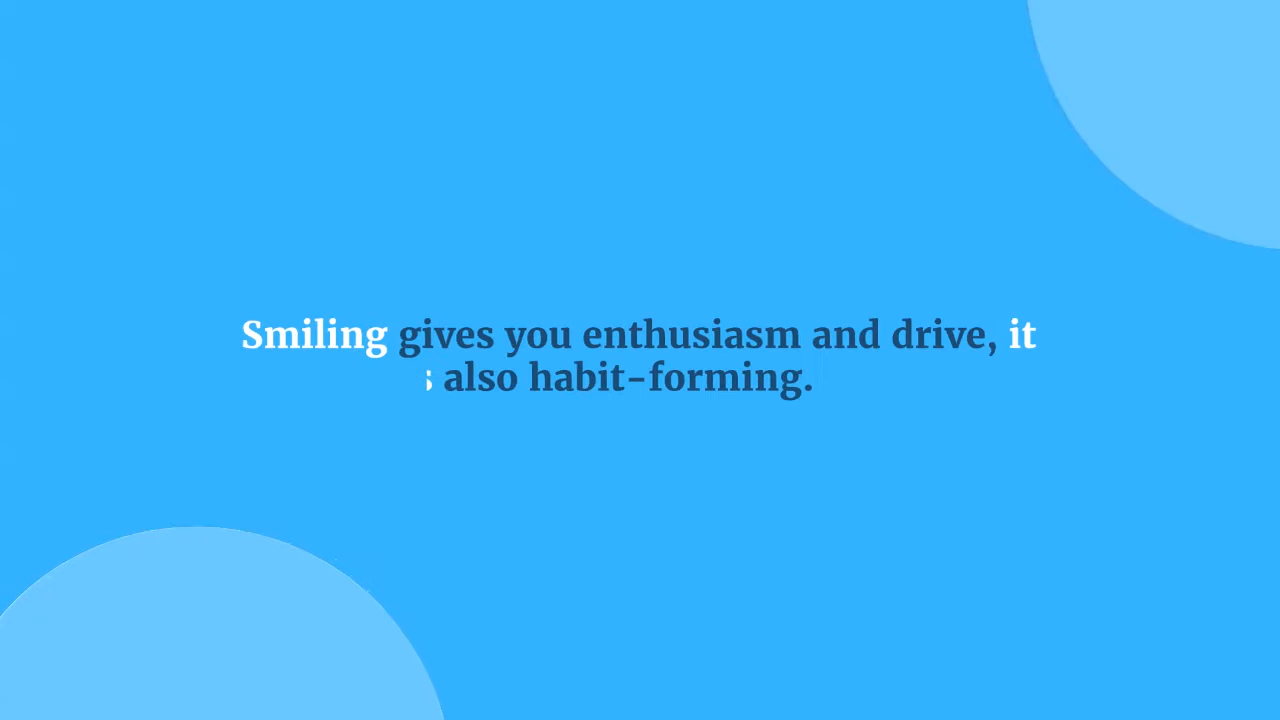 Smiling gives you enthusiasm and drive, it
also habit-forming.